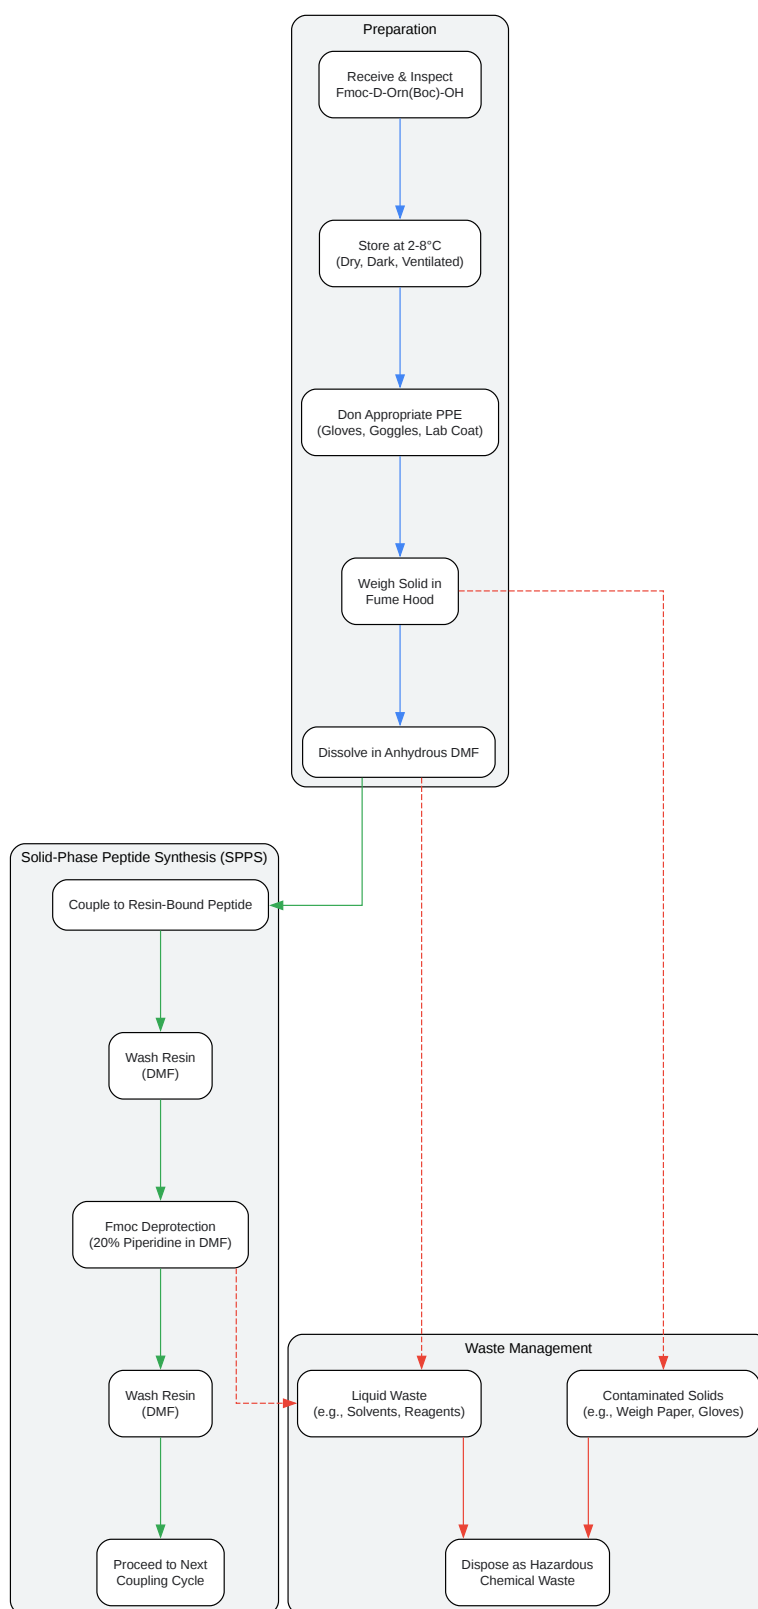 Preparation
Receive & Inspect
Fmoc-D-Orn(Boc)-OH
Store at 2-8°C
(Dry, Dark, Ventilated)
Don Appropriate PPE
(Gloves, Goggles, Lab Coat)
Weigh Solid in
Fume Hood
Dissolve in Anhydrous DMF
Solid-Phase Peptide Synthesis (SPPS)
Couple to Resin-Bound Peptide
Wash Resin
(DMF)
Fmoc Deprotection
(20% Piperidine in DMF)
Wash Resin
(DMF)
Proceed to Next
Coupling Cycle
Waste Management
Liquid Waste
(e.g., Solvents, Reagents)
Contaminated Solids
(e.g., Weigh Paper, Gloves)
Dispose as Hazardous
Chemical Waste